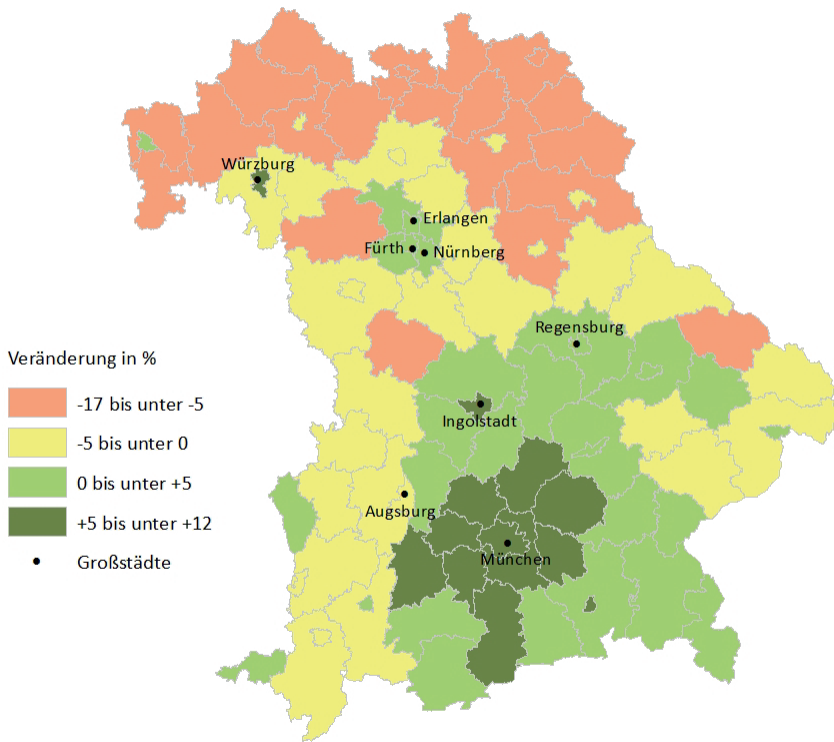 Würzburg
Erlangen
Fürth
Nürnberg
Regensburg
Veränderung in %
-17 bis unter -5
Ingolstadt
-5 bis unter 0
0 bis unter +5
Augsburg
+5 bis unter +12
München
Großstädte